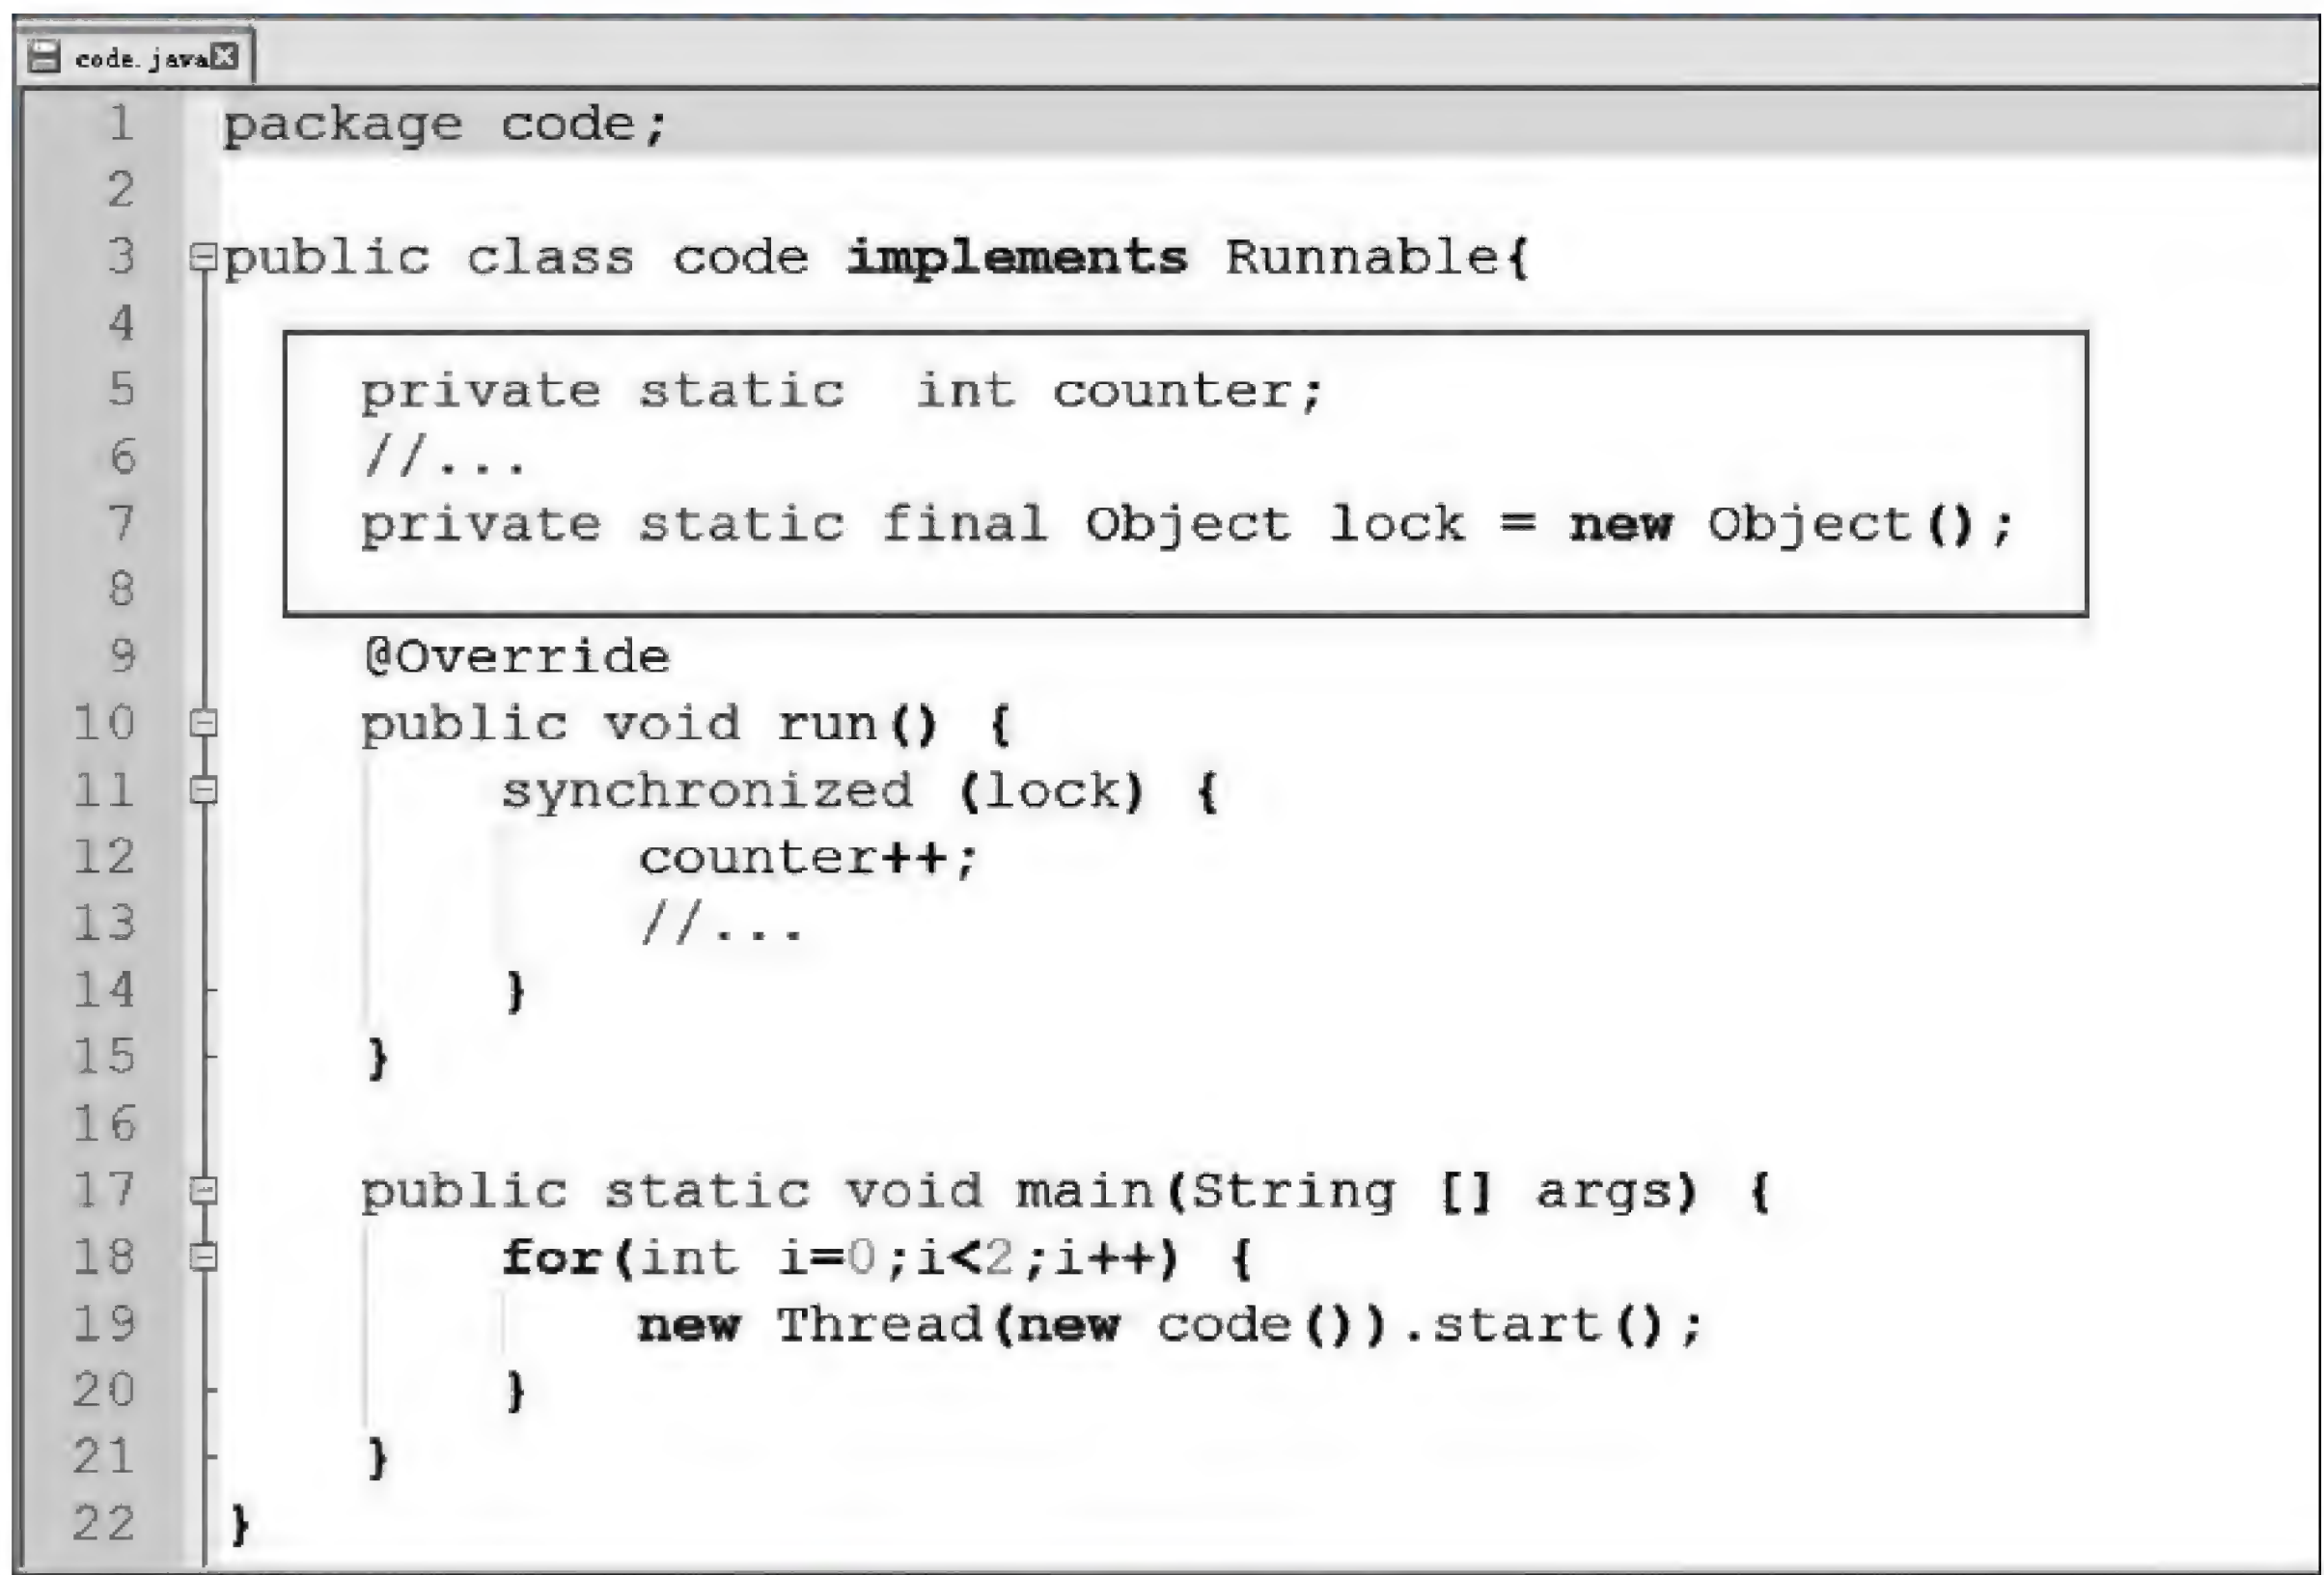 code.java
1 package code;
2
3 public class code implements Runnable{
4
5 private static  int counter;
6 //...
7 private static final Object lock = new Object();
8
9 @Override
10 public void run() {
11 synchronized (lock) {
12 counter++;
13 //...
14 }
15 }
16
17 public static void main(String [] args) {
18 for(int i=0;i<2;i++) {
19 new Thread(new code()).start();
20 }
21 }
22 }